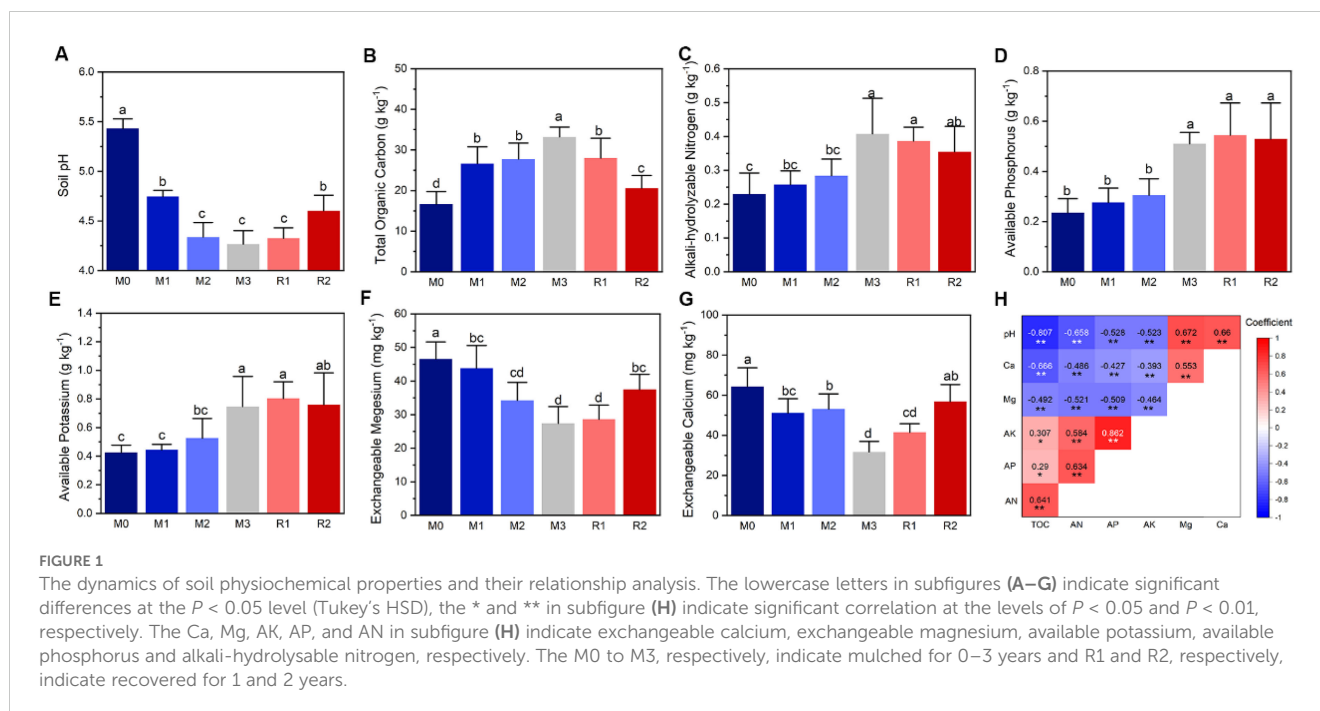 A
Soil pH
6.0
5.5
5.0
4.5
4.0
a
b
c
c
c
b
M0 M1 M2 M3 R1 R2
B
Total Organic Carbon (g kg⁻¹)
50
40
30
20
10
0
d
b
b
a
b
c
M0 M1 M2 M3 R1 R2
C
Alkali-hydrolyzable Nitrogen (g kg⁻¹)
0.6
0.5
0.4
0.3
0.2
0.1
0.0
c
bc
bc
a
a
ab
M0 M1 M2 M3 R1 R2
D
Available Phosphorus (g kg⁻¹)
0.8
0.6
0.4
0.2
0.0
b
b
b
a
a
a
M0 M1 M2 M3 R1 R2
E
Available Potassium (g kg⁻¹)
1.4
1.2
1.0
0.8
0.6
0.4
0.2
0.0
c
c
bc
a
a
ab
M0 M1 M2 M3 R1 R2
F
Exchangeable Megesium (mg kg⁻¹)
60
50
40
30
20
10
0
a
bc
cd
d
d
bc
M0 M1 M2 M3 R1 R2
G
Exchangeable Calcium (mg kg⁻¹)
100
80
60
40
20
0
a
bc
b
d
cd
ab
M0 M1 M2 M3 R1 R2
H
pH -0.807 -0.658 -0.528 -0.523 0.672 0.66
** ** ** ** ** **
Ca -0.666 -0.486 -0.427 -0.393 0.553
** ** ** ** **
Mg -0.492 -0.521 -0.509 -0.464
** ** ** **
AK 0.307 0.584 0.862
* ** **
AP 0.29 0.634
* **
AN 0.641
**
TOC AN AP AK Mg Ca
Coefficient
1
0.8
0.6
0.4
0.2
0
-0.2
-0.4
-0.6
-0.8
-1
FIGURE 1
The dynamics of soil physiochemical properties and their relationship analysis. The lowercase letters in subfigures (A–G) indicate significant
differences at the P < 0.05 level (Tukey's HSD), the * and ** in subfigure (H) indicate significant correlation at the levels of P < 0.05 and P < 0.01,
respectively. The Ca, Mg, AK, AP, and AN in subfigure (H) indicate exchangeable calcium, exchangeable magnesium, available potassium, available
phosphorus and alkali-hydrolysable nitrogen, respectively. The M0 to M3, respectively, indicate mulched for 0–3 years and R1 and R2, respectively,
indicate recovered for 1 and 2 years.